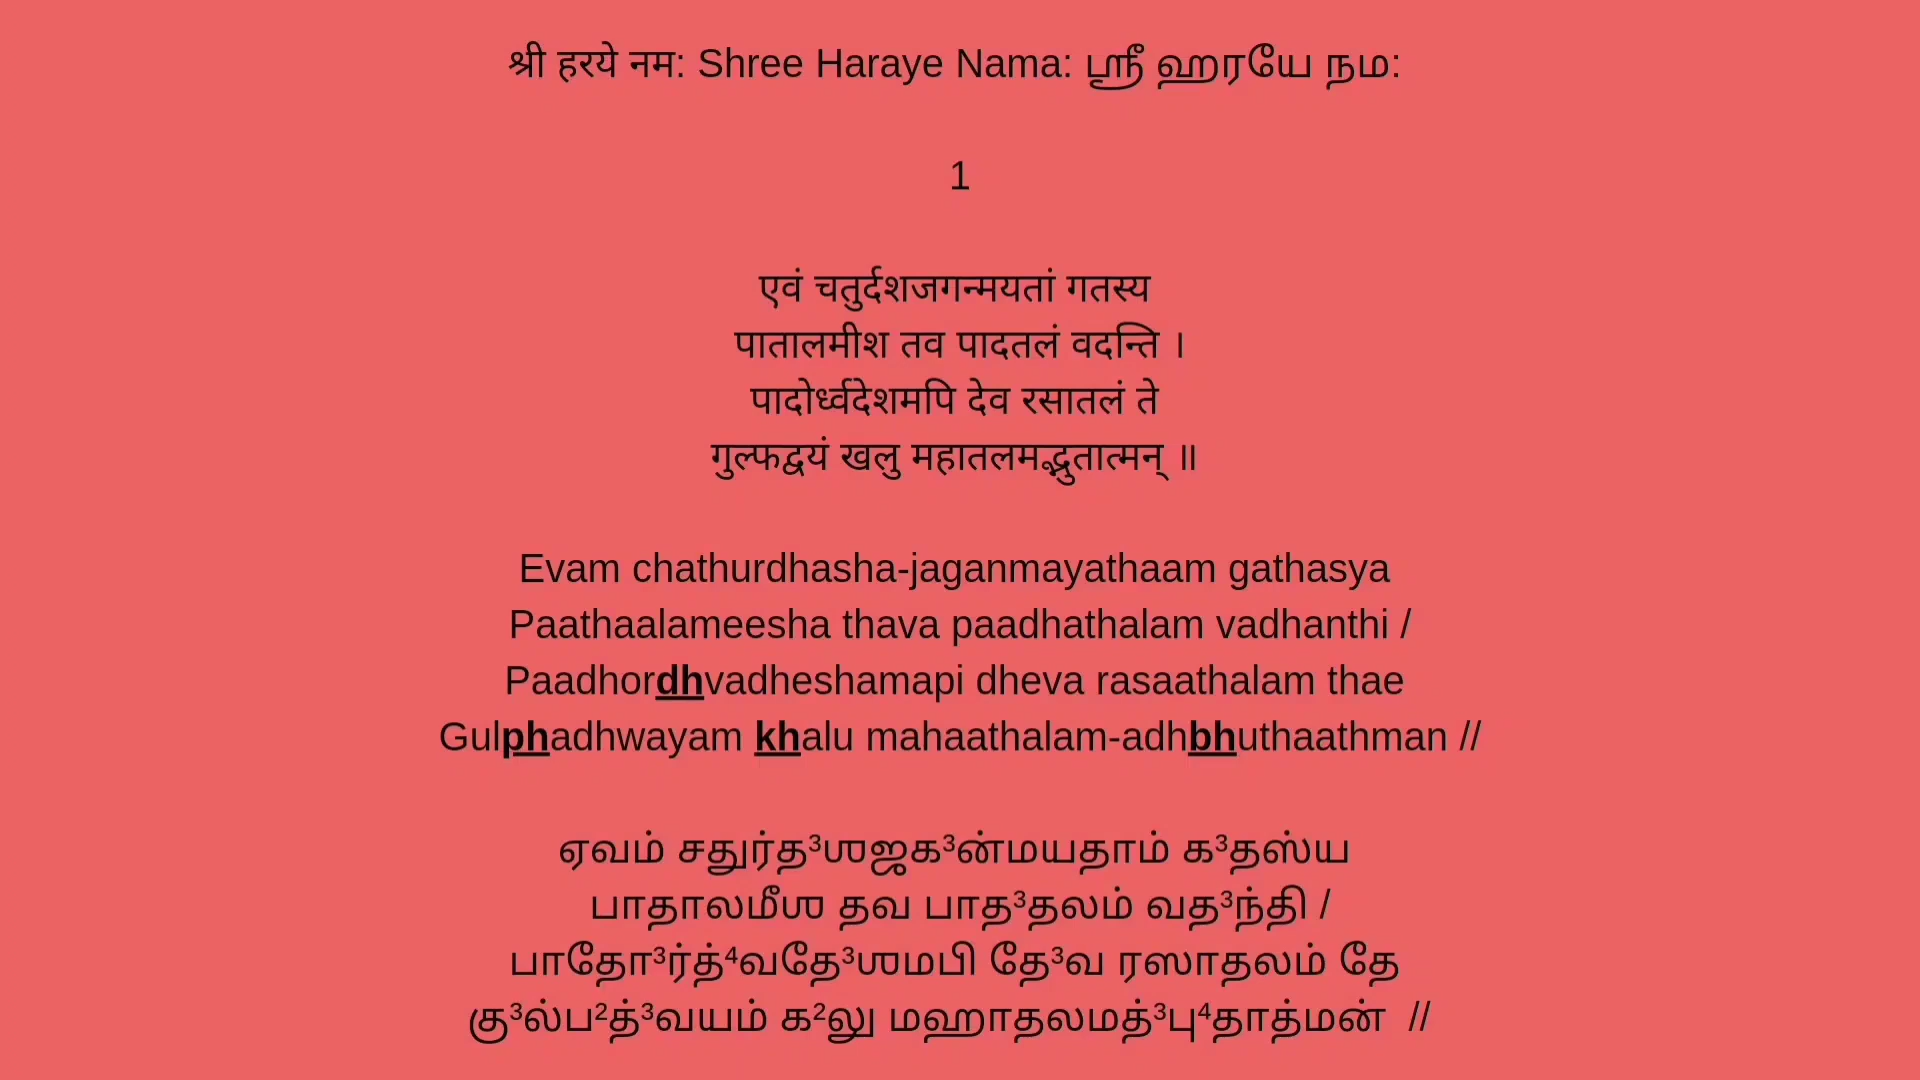 श्री हरये नम: Shree Haraye Nama: ஸ்ரீ ஹரயே நம:
1
एवं चतुर्दशजगन्मयतां गतस्य
पातालमीश तव पादतलं वदन्ति ।
पादोर्ध्वदेशमपि देव रसातलं ते
गुल्फद्वयं खलु महातलमद्भुतात्मन् ॥
Evam chathurdhasha-jaganmayathaam gathasya
Paathaalameesha thava paadhathalam vadhanthi /
Paadhordhvadheshamapi dheva rasaathalam thae
Gulphadhwayam khalu mahaathalam-adhbhuthaathman //
ஏவம் சதுர்த³ஶஜக³ன்மயதாம் க³தஸ்ய
பாதாலமீஶ தவ பாத³தலம் வத³ந்தி /
பாதோ³ர்த்⁴வதே³ஶமபி தே³வ ரஸாதலம் தே
கு³ல்ப²த்³வயம் க²லு மஹாதலமத்³பு⁴தாத்மன் //